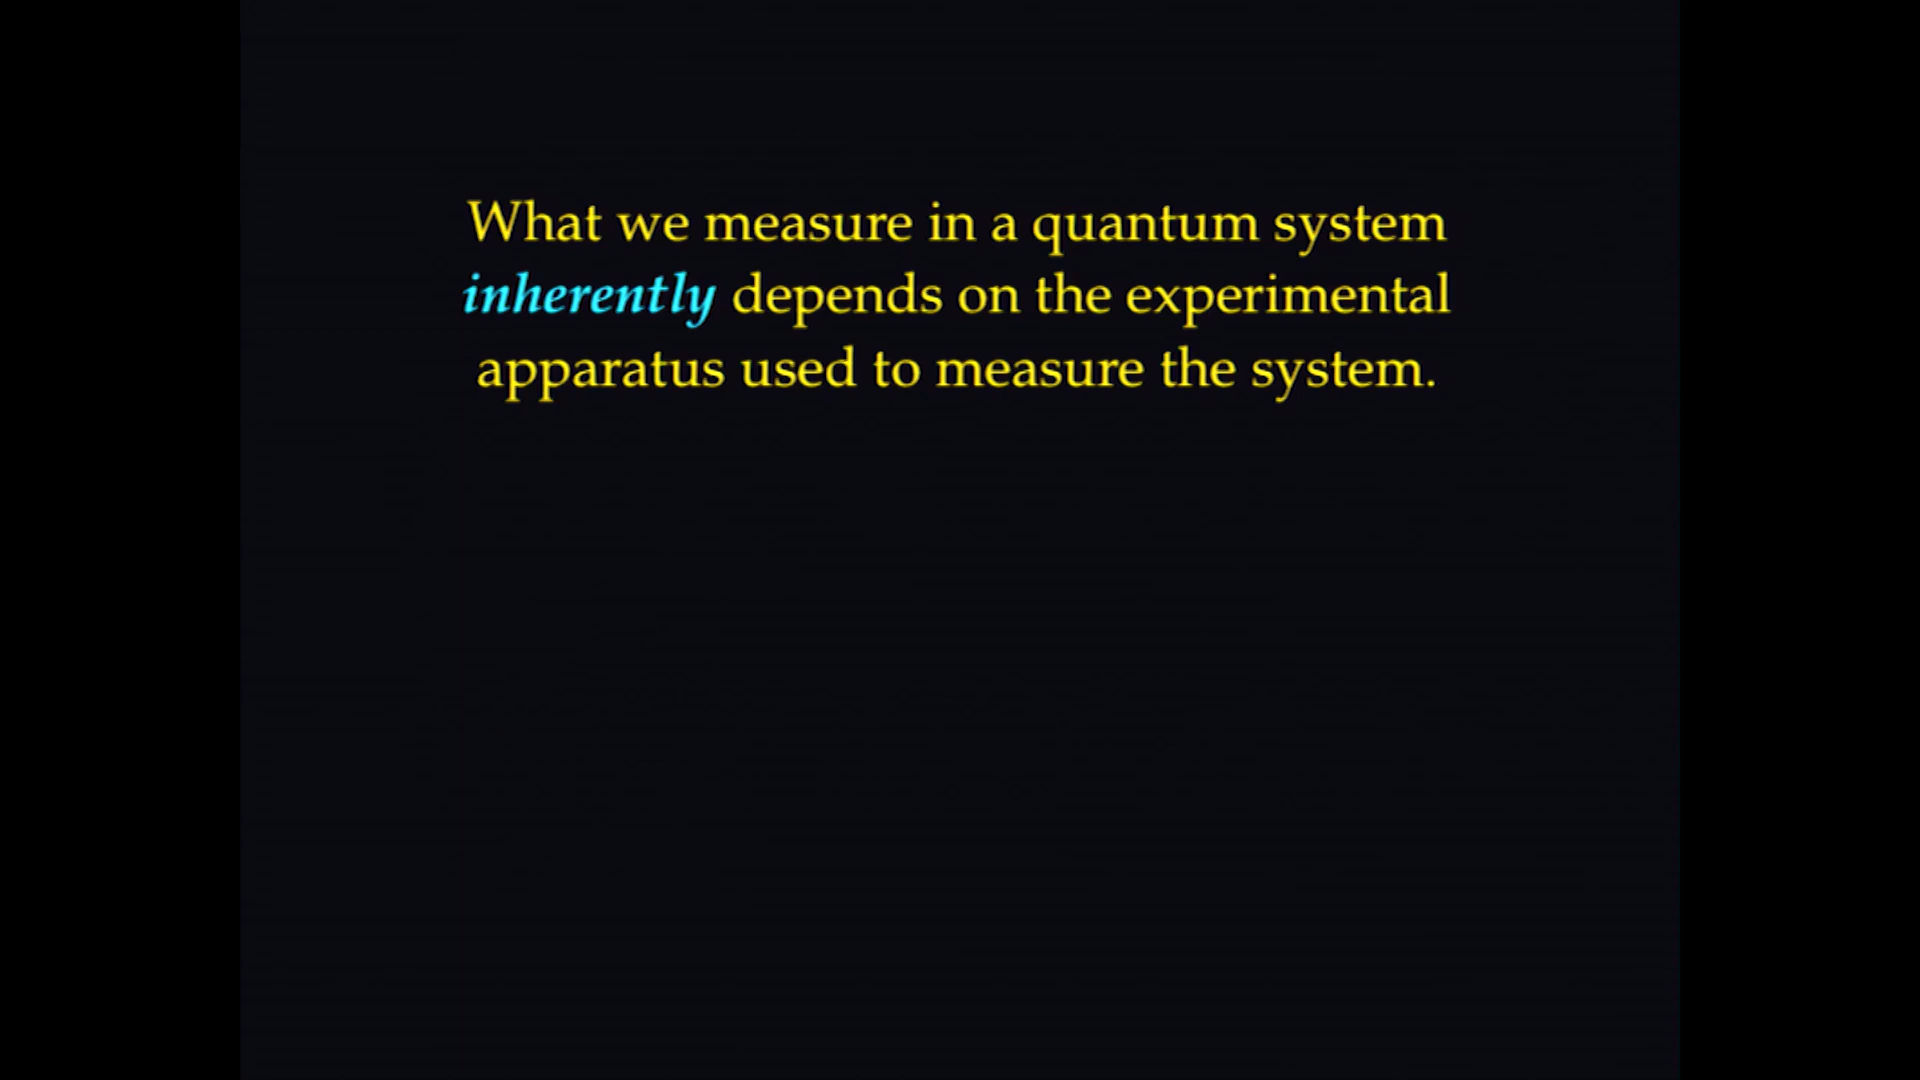 What we measure in a quantum system
inherently depends on the experimental
apparatus used to measure the system.